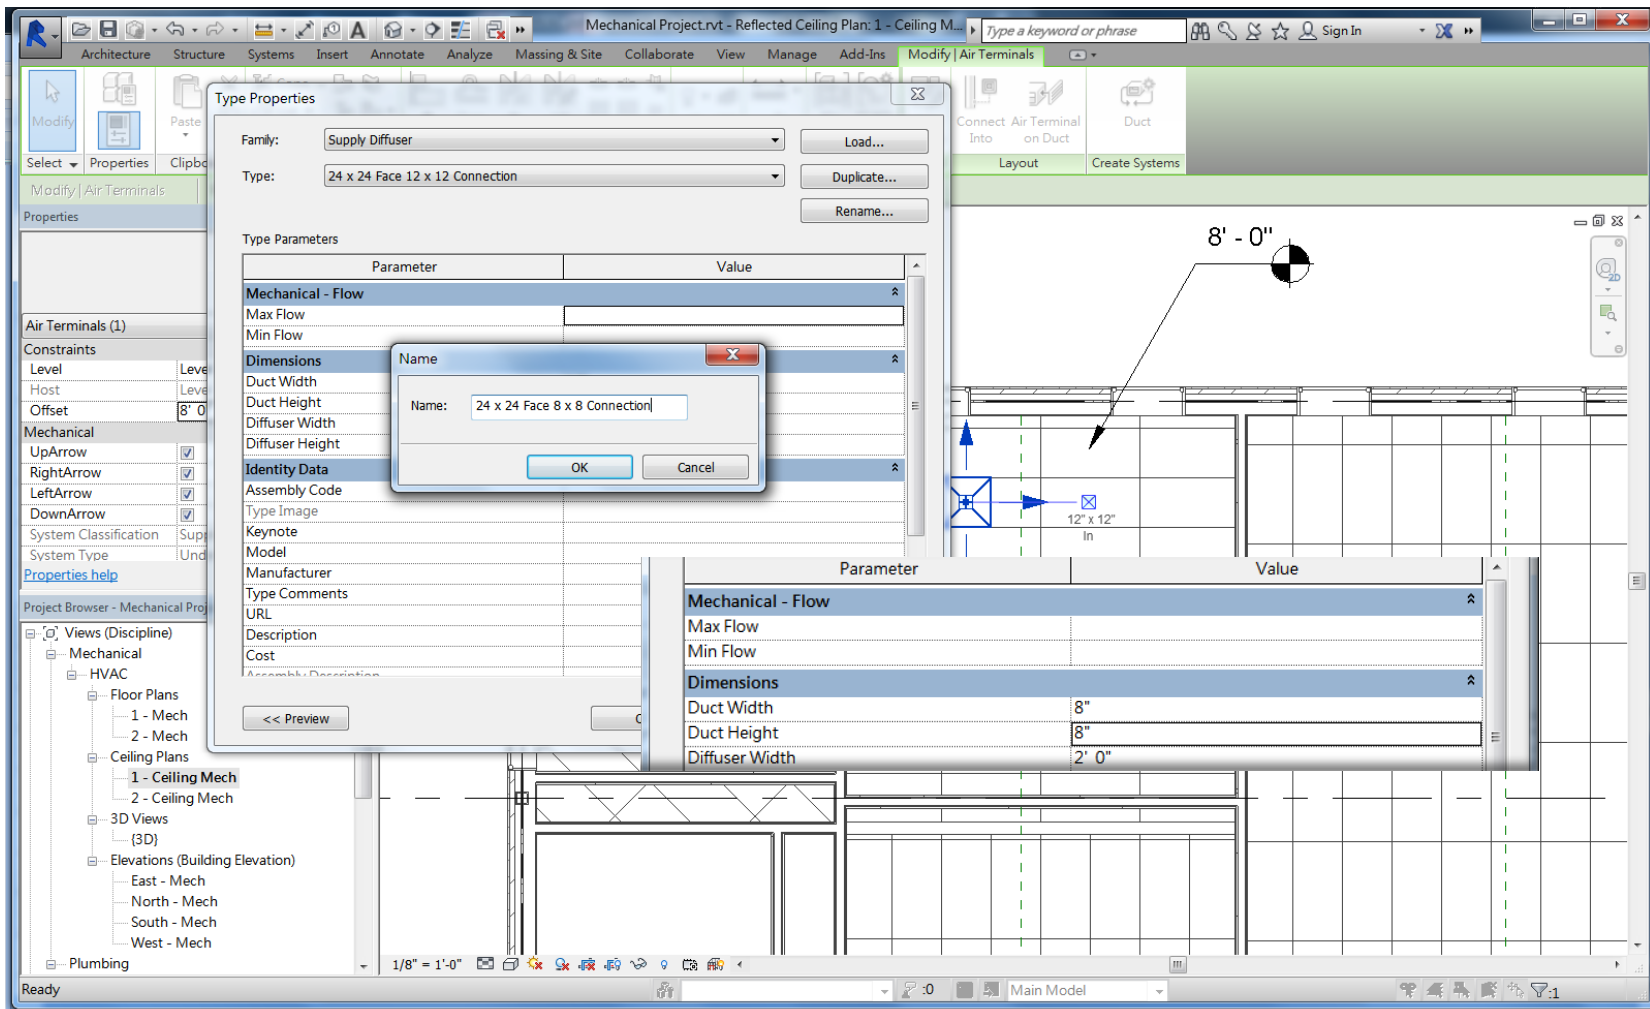 Mechanical Project.rvt - Reflected Ceiling Plan: 1 - Ceiling M...
Type a keyword or phrase
Sign In
Architecture Structure Systems Insert Annotate Analyze Massing & Site Collaborate View Manage Add-Ins Modify | Air Terminals
Modify
Paste
Connect Into
Air Terminal on Duct
Duct
Select
Properties
Layout
Create Systems
Modify | Air Terminals
Properties
Air Terminals (1)
Constraints
Level
Host
Offset 8' 0
Mechanical
UpArrow
RightArrow
LeftArrow
DownArrow
System Classification
System Type
Properties help
Project Browser - Mechanical
Views (Discipline)
Mechanical
HVAC
Floor Plans
1 - Mech
2 - Mech
Ceiling Plans
1 - Ceiling Mech
2 - Ceiling Mech
3D Views
{3D}
Elevations (Building Elevation)
East - Mech
North - Mech
South - Mech
West - Mech
Plumbing
Type Properties
Family: Supply Diffuser
Load...
Type: 24 x 24 Face 12 x 12 Connection
Duplicate...
Rename...
Type Parameters
Parameter Value
Mechanical - Flow
Max Flow
Min Flow
Dimensions
Duct Width
Duct Height
Diffuser Width
Diffuser Height
Identity Data
Assembly Code
Type Image
Keynote
Model
Manufacturer
Type Comments
URL
Description
Cost
Assembly Description
<< Preview
Name
Name: 24 x 24 Face 8 x 8 Connection
OK Cancel
Parameter Value
Mechanical - Flow
Max Flow
Min Flow
Dimensions
Duct Width 8"
Duct Height 8"
Diffuser Width 2' 0"
8' - 0"
2D
12" x 12"
In
1/8" = 1'-0"
Ready
:0
Main Model
:1